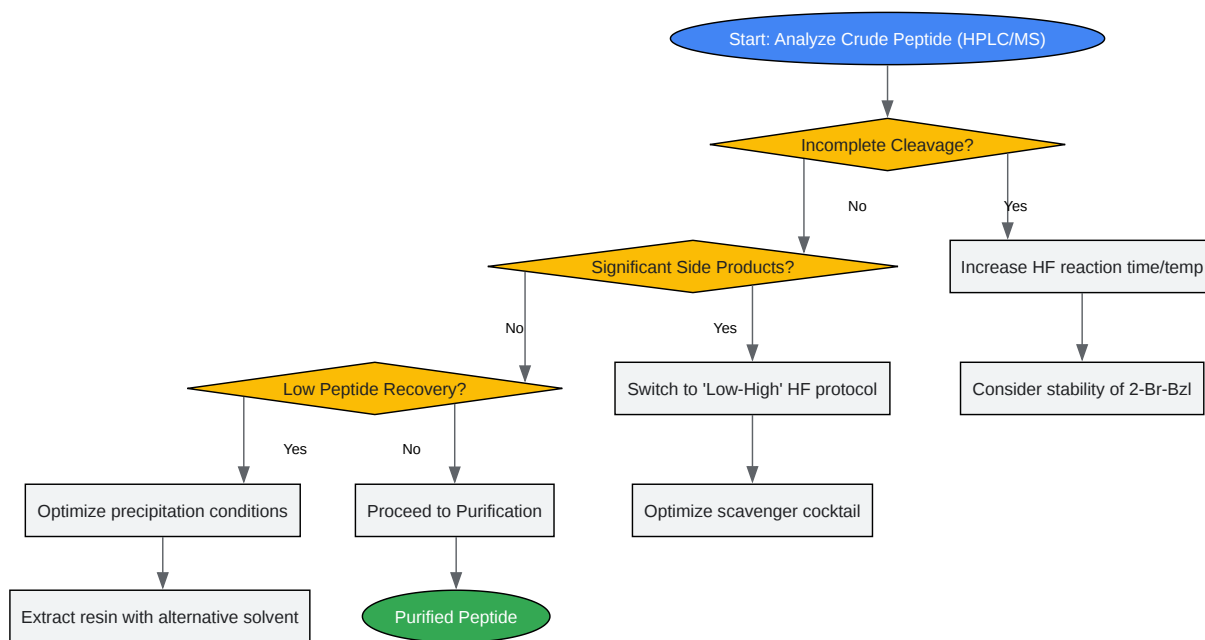 Start: Analyze Crude Peptide (HPLC/MS)
Incomplete Cleavage?
No
Yes
Significant Side Products?
Increase HF reaction time/temp
No
Yes
Low Peptide Recovery?
Switch to 'Low-High' HF protocol
Consider stability of 2-Br-Bzl
Yes
No
Optimize precipitation conditions
Proceed to Purification
Optimize scavenger cocktail
Extract resin with alternative solvent
Purified Peptide